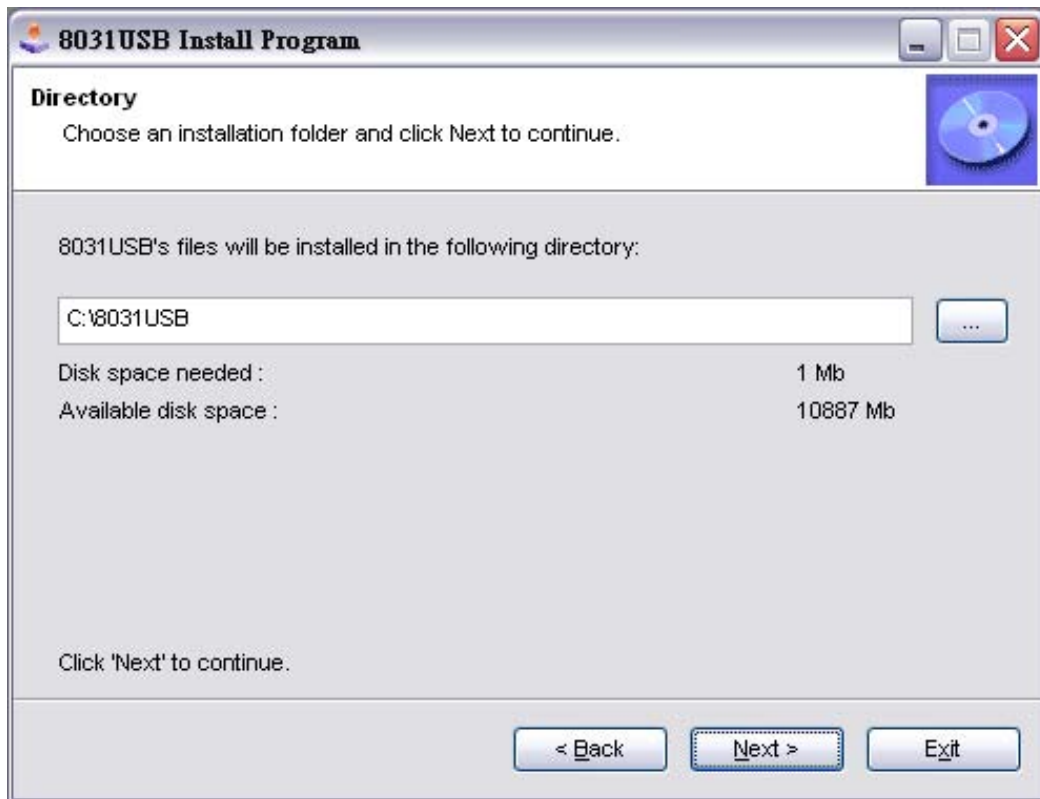 8031USB Install Program
Directory
Choose an installation folder and click Next to continue.
8031USB's files will be installed in the following directory:
C:\8031USB
...
Disk space needed : 1 Mb
Available disk space : 10887 Mb
Click 'Next' to continue.
< Back Next > Exit